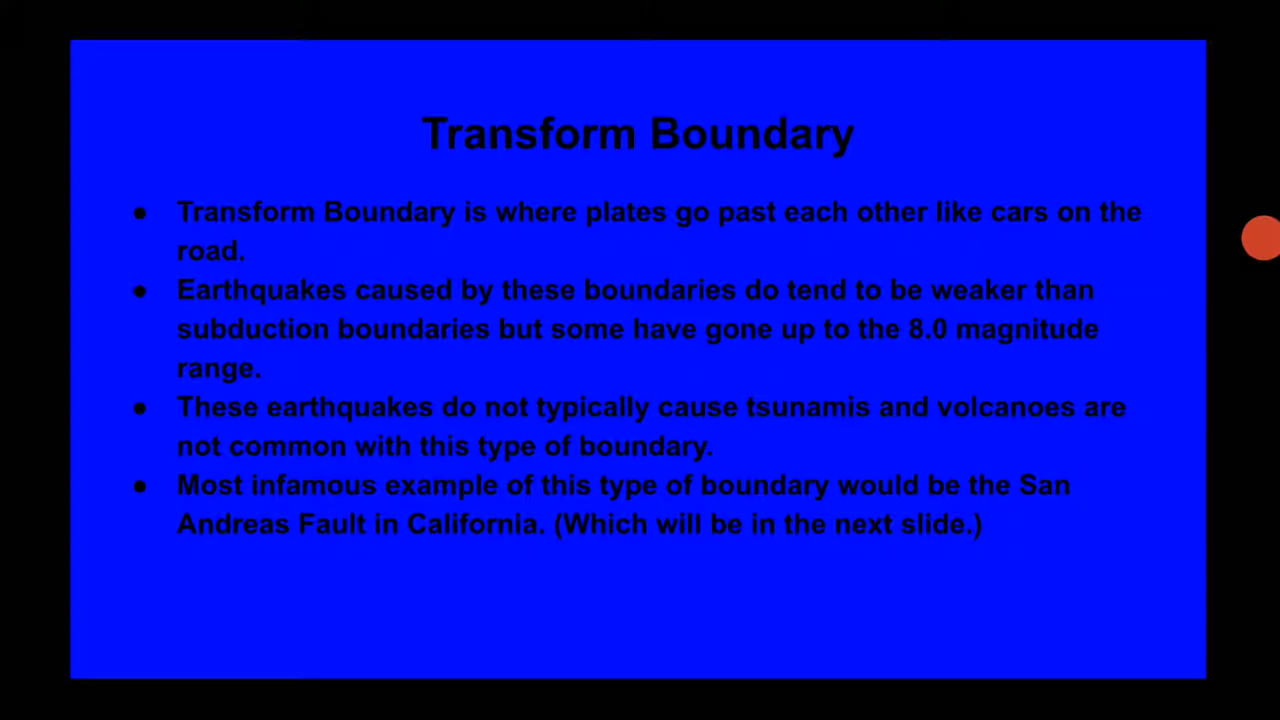 Transform Boundary
● Transform Boundary is where plates go past each other like cars on the
road.
● Earthquakes caused by these boundaries do tend to be weaker than
subduction boundaries but some have gone up to the 8.0 magnitude
range.
● These earthquakes do not typically cause tsunamis and volcanoes are
not common with this type of boundary.
● Most infamous example of this type of boundary would be the San
Andreas Fault in California. (Which will be in the next slide.)